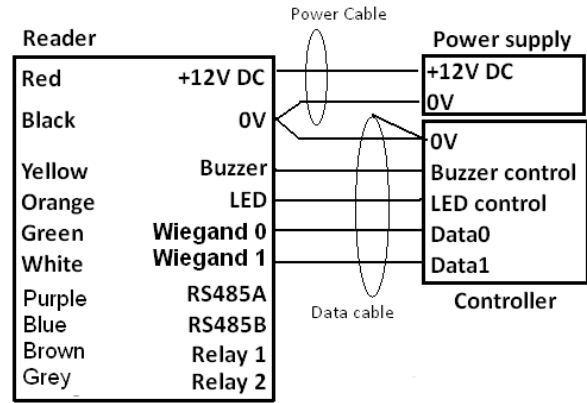 Power Cable
Reader
Power supply
Red +12V DC
+12V DC
Black 0V
0V
0V
Yellow Buzzer
Buzzer control
Orange LED
LED control
Green Wiegand 0
Data0
White Wiegand 1
Data1
Purple RS485A
Data cable
Controller
Blue RS485B
Brown Relay 1
Grey Relay 2